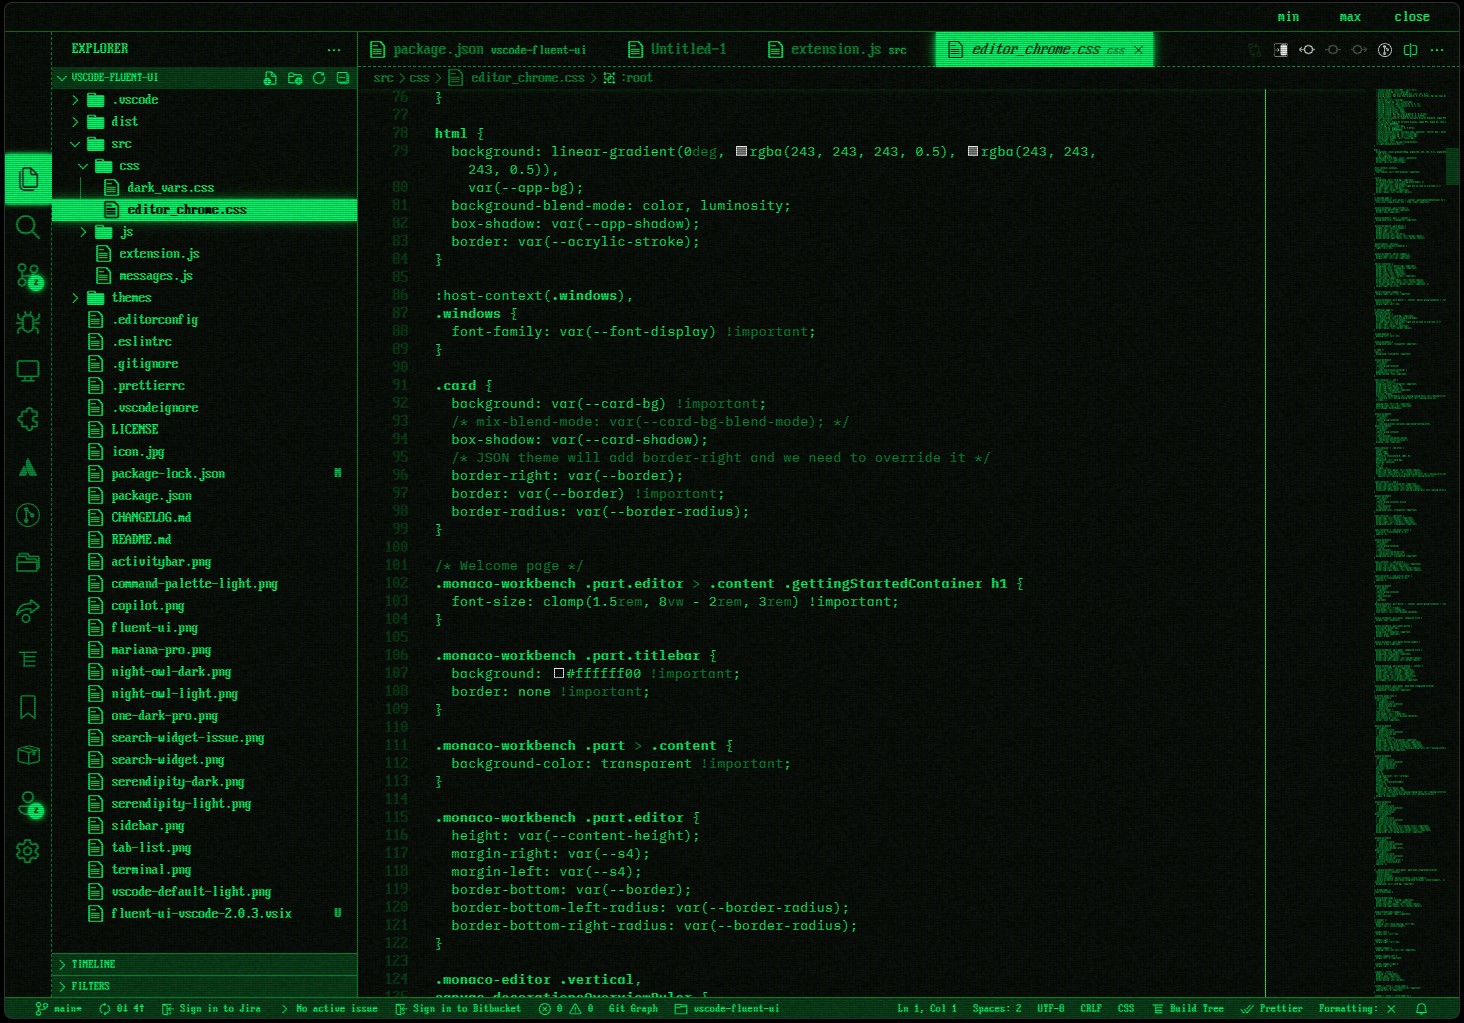 min max close
EXPLORER
VSCODE-FLUENT-UI
.vscode
dist
src
css
dark_vars.css
editor_chrome.css
js
extension.js
messages.js
themes
.editorconfig
.eslintrc
.gitignore
.prettierrc
.vscodeignore
LICENSE
icon.jpg
package-lock.json M
package.json
CHANGELOG.md
README.md
activitybar.png
command-palette-light.png
copilot.png
fluent-ui.png
mariana-pro.png
night-owl-dark.png
night-owl-light.png
one-dark-pro.png
search-widget-issue.png
search-widget.png
serendipity-dark.png
serendipity-light.png
sidebar.png
tab-list.png
terminal.png
vscode-default-light.png
fluent-ui-vscode-2.0.3.vsix U
TIMELINE
FILTERS
2
2
package.json vscode-fluent-ui Untitled-1 extension.js src editor_chrome.css css
src > css > editor_chrome.css > :root
76 }
77
78 html {
79 background: linear-gradient(0deg, rgba(243, 243, 243, 0.5), rgba(243, 243,
243, 0.5)),
80 var(--app-bg);
81 background-blend-mode: color, luminosity;
82 box-shadow: var(--app-shadow);
83 border: var(--acrylic-stroke);
84 }
85
86 :host-context(.windows),
87 .windows {
88 font-family: var(--font-display) !important;
89 }
90
91 .card {
92 background: var(--card-bg) !important;
93 /* mix-blend-mode: var(--card-bg-blend-mode); */
94 box-shadow: var(--card-shadow);
95 /* JSON theme will add border-right and we need to override it */
96 border-right: var(--border);
97 border: var(--border) !important;
98 border-radius: var(--border-radius);
99 }
100
101 /* Welcome page */
102 .monaco-workbench .part.editor > .content .gettingStartedContainer h1 {
103 font-size: clamp(1.5rem, 8vw - 2rem, 3rem) !important;
104 }
105
106 .monaco-workbench .part.titlebar {
107 background: #ffffff00 !important;
108 border: none !important;
109 }
110
111 .monaco-workbench .part > .content {
112 background-color: transparent !important;
113 }
114
115 .monaco-workbench .part.editor {
116 height: var(--content-height);
117 margin-right: var(--s4);
118 margin-left: var(--s4);
119 border-bottom: var(--border);
120 border-bottom-left-radius: var(--border-radius);
121 border-bottom-right-radius: var(--border-radius);
122 }
123
124 .monaco-editor .vertical,
125 canvas.decorationsOverviewRuler {
main* 0↓ 4↑ Sign in to Jira No active issue Sign in to Bitbucket 0 0 Git Graph vscode-fluent-ui Ln 1, Col 1 Spaces: 2 UTF-8 CRLF CSS Build Tree Prettier Formatting: ×